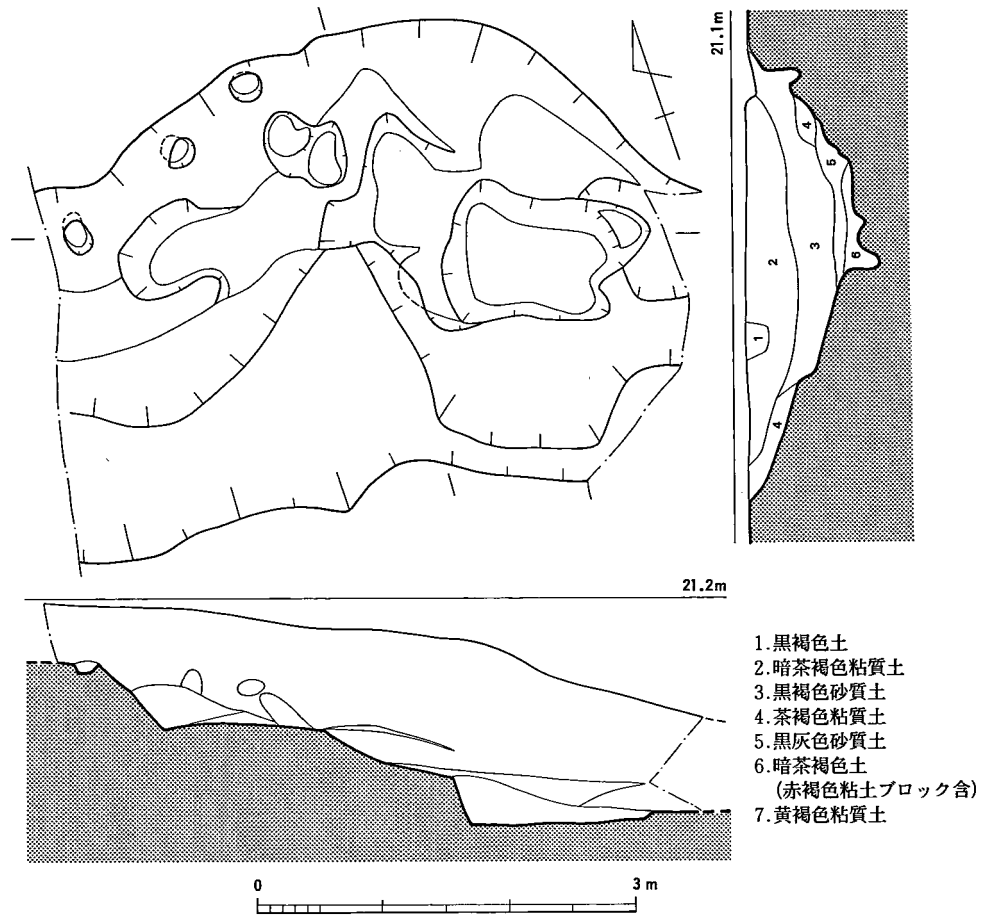 21.1m
4
5
2
3
6
1
4
21.2m
1.黒褐色土
2.暗茶褐色粘質土
3.黒褐色砂質土
4.茶褐色粘質土
5.黒灰色砂質土
6.暗茶褐色土
(赤褐色粘土ブロック含)
7.黄褐色粘質土
0
3 m